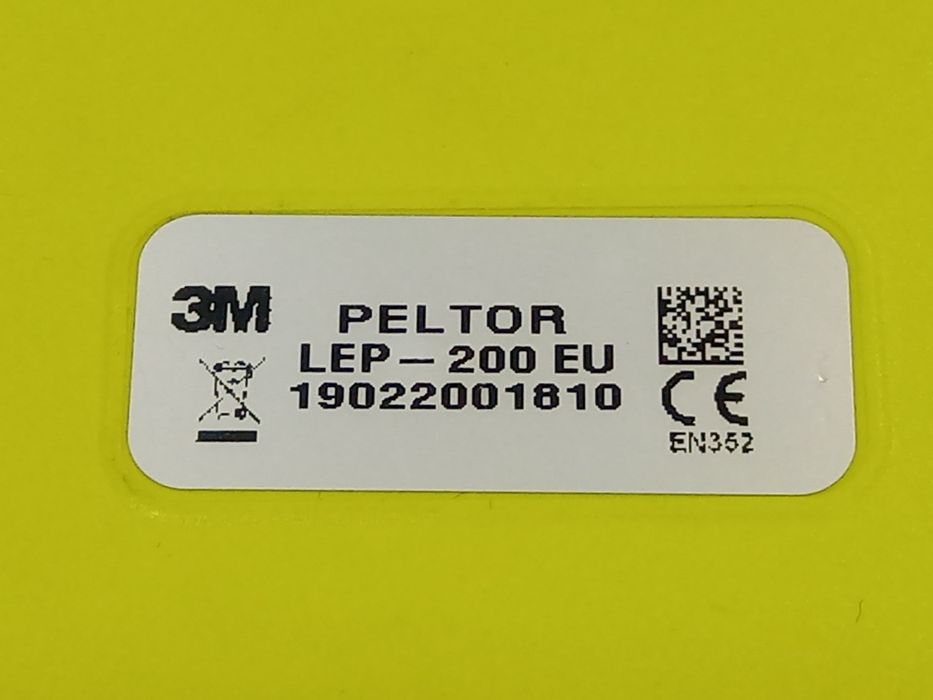 3M
PELTOR
LEP-200 EU
19022001810
CE
EN352